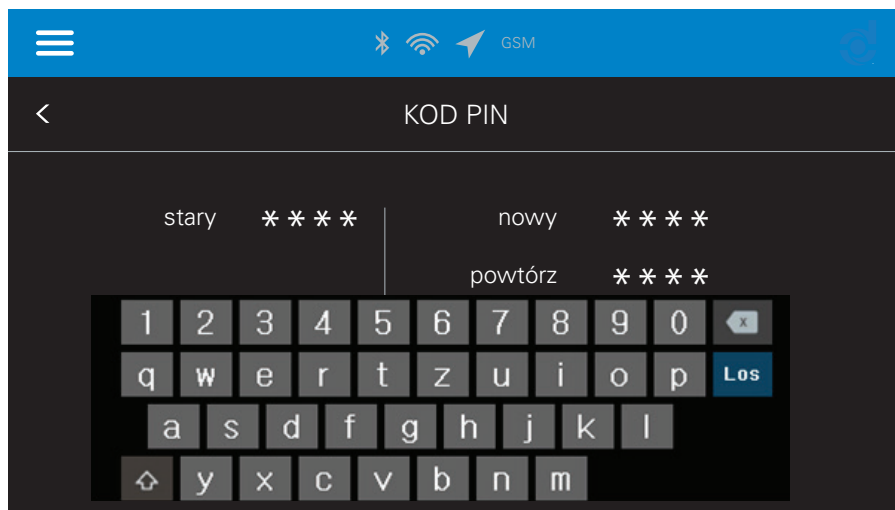 GSM
KOD PIN
stary **** nowy ****
powtórz ****
1 2 3 4 5 6 7 8 9 0 x
q w e r t z u i o p Los
a s d f g h j k l
y x c v b n m